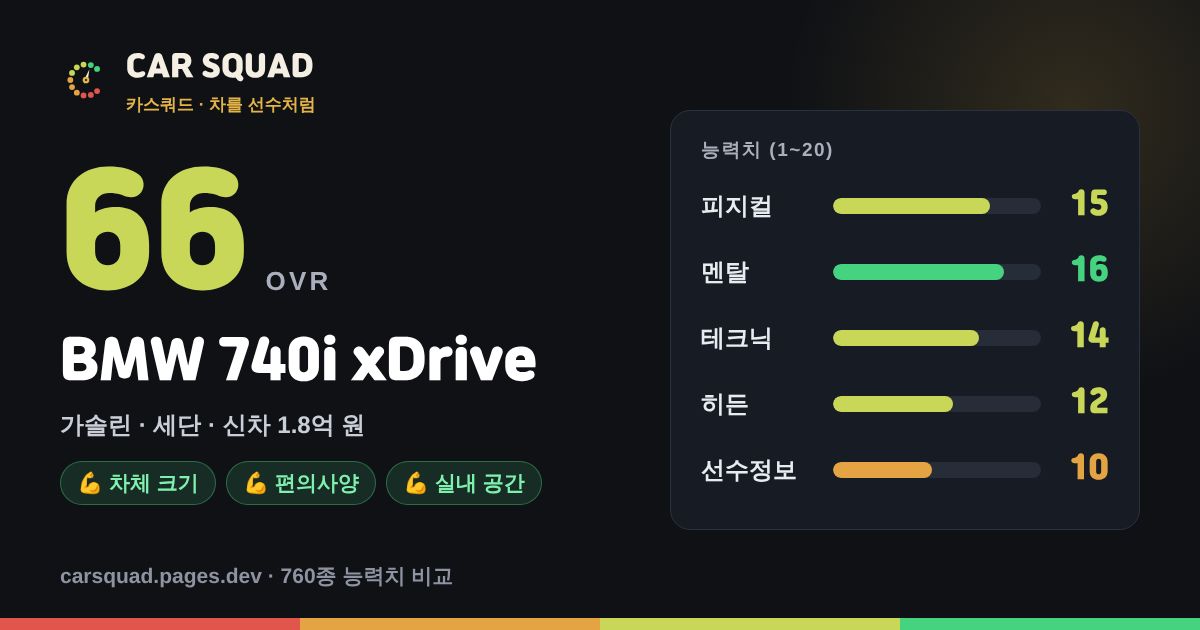 CAR SQUAD
카스쿼드 · 차를 선수처럼
66 OVR
BMW 740i xDrive
가솔린 · 세단 · 신차 1.8억 원
💪 차체 크기 💪 편의사양 💪 실내 공간
carsquad.pages.dev · 760종 능력치 비교
능력치 (1~20)
피지컬 15
멘탈 16
테크닉 14
히든 12
선수정보 10